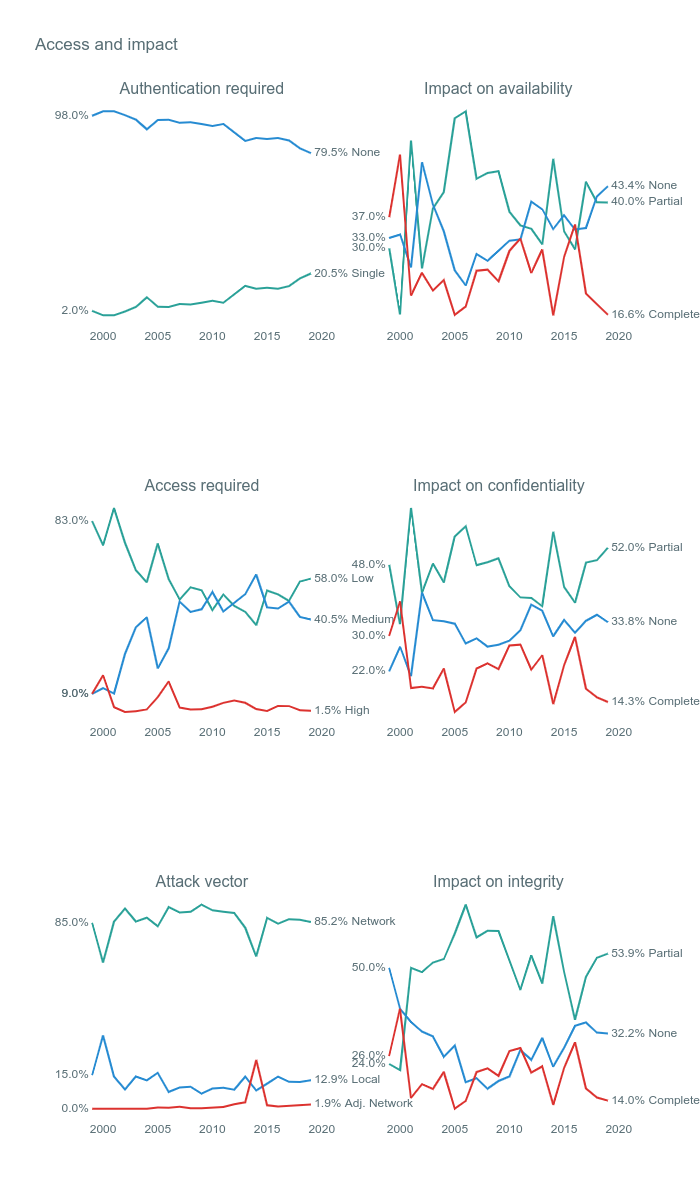 Access and impact
Authentication required
98.0%
79.5% None
20.5% Single
2.0%
2000 2005 2010 2015 2020
Impact on availability
37.0%
33.0%
30.0%
43.4% None
40.0% Partial
16.6% Complete
2000 2005 2010 2015 2020
Access required
83.0%
58.0% Low
40.5% Medium
9.0%
1.5% High
2000 2005 2010 2015 2020
Impact on confidentiality
48.0%
30.0%
22.0%
52.0% Partial
33.8% None
14.3% Complete
2000 2005 2010 2015 2020
Attack vector
85.0%
85.2% Network
15.0%
12.9% Local
0.0%
1.9% Adj. Network
2000 2005 2010 2015 2020
Impact on integrity
50.0%
26.0%
24.0%
53.9% Partial
32.2% None
14.0% Complete
2000 2005 2010 2015 2020